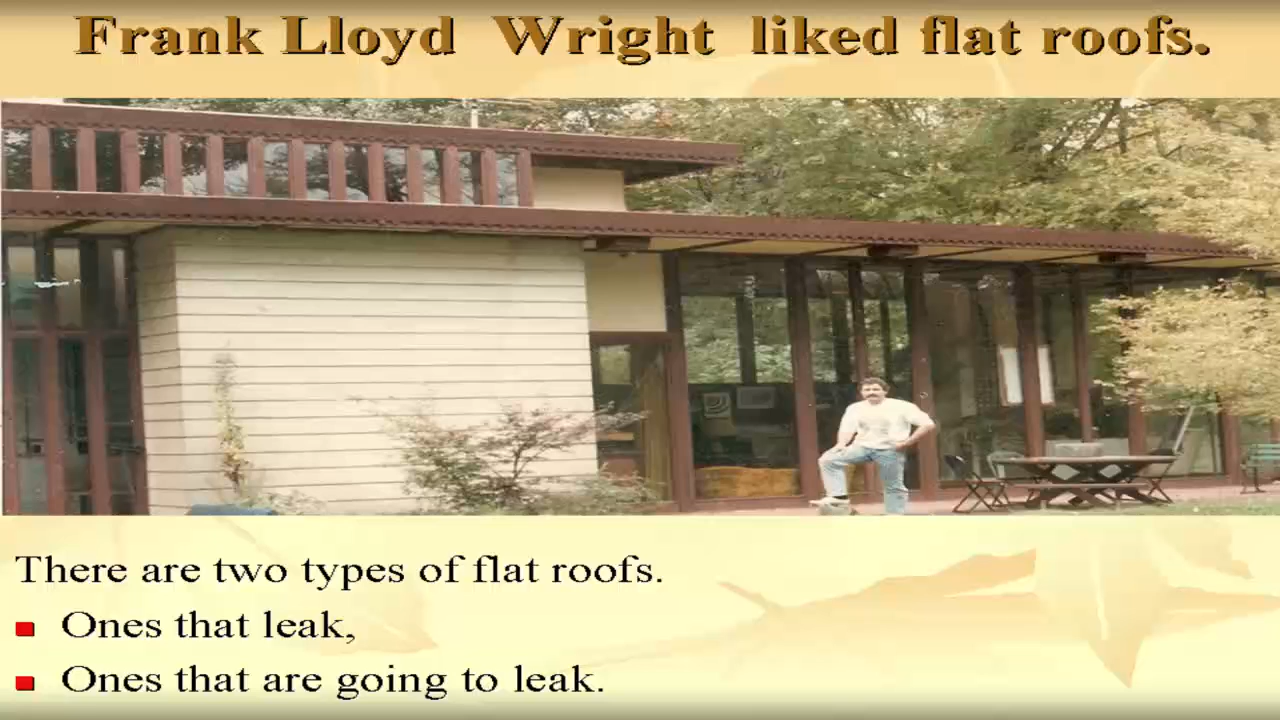 Frank Lloyd Wright liked flat roofs.
There are two types of flat roofs.
Ones that leak,
Ones that are going to leak.